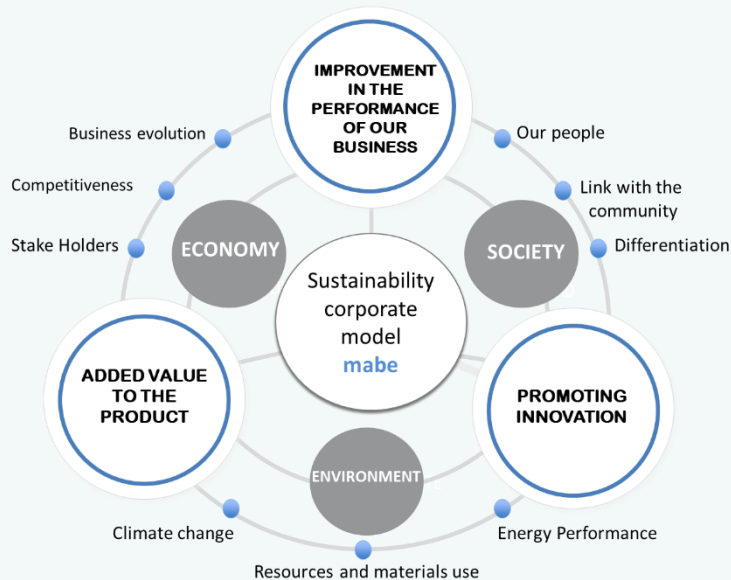 IMPROVEMENT
IN THE
PERFORMANCE
OF OUR
BUSINESS
Business evolution
Our people
Competitiveness
Link with the
community
Stake Holders
ECONOMY
SOCIETY
Differentiation
Sustainability
corporate
model
mabe
ADDED VALUE
TO THE
PRODUCT
PROMOTING
INNOVATION
ENVIRONMENT
Climate change
Energy Performance
Resources and materials use